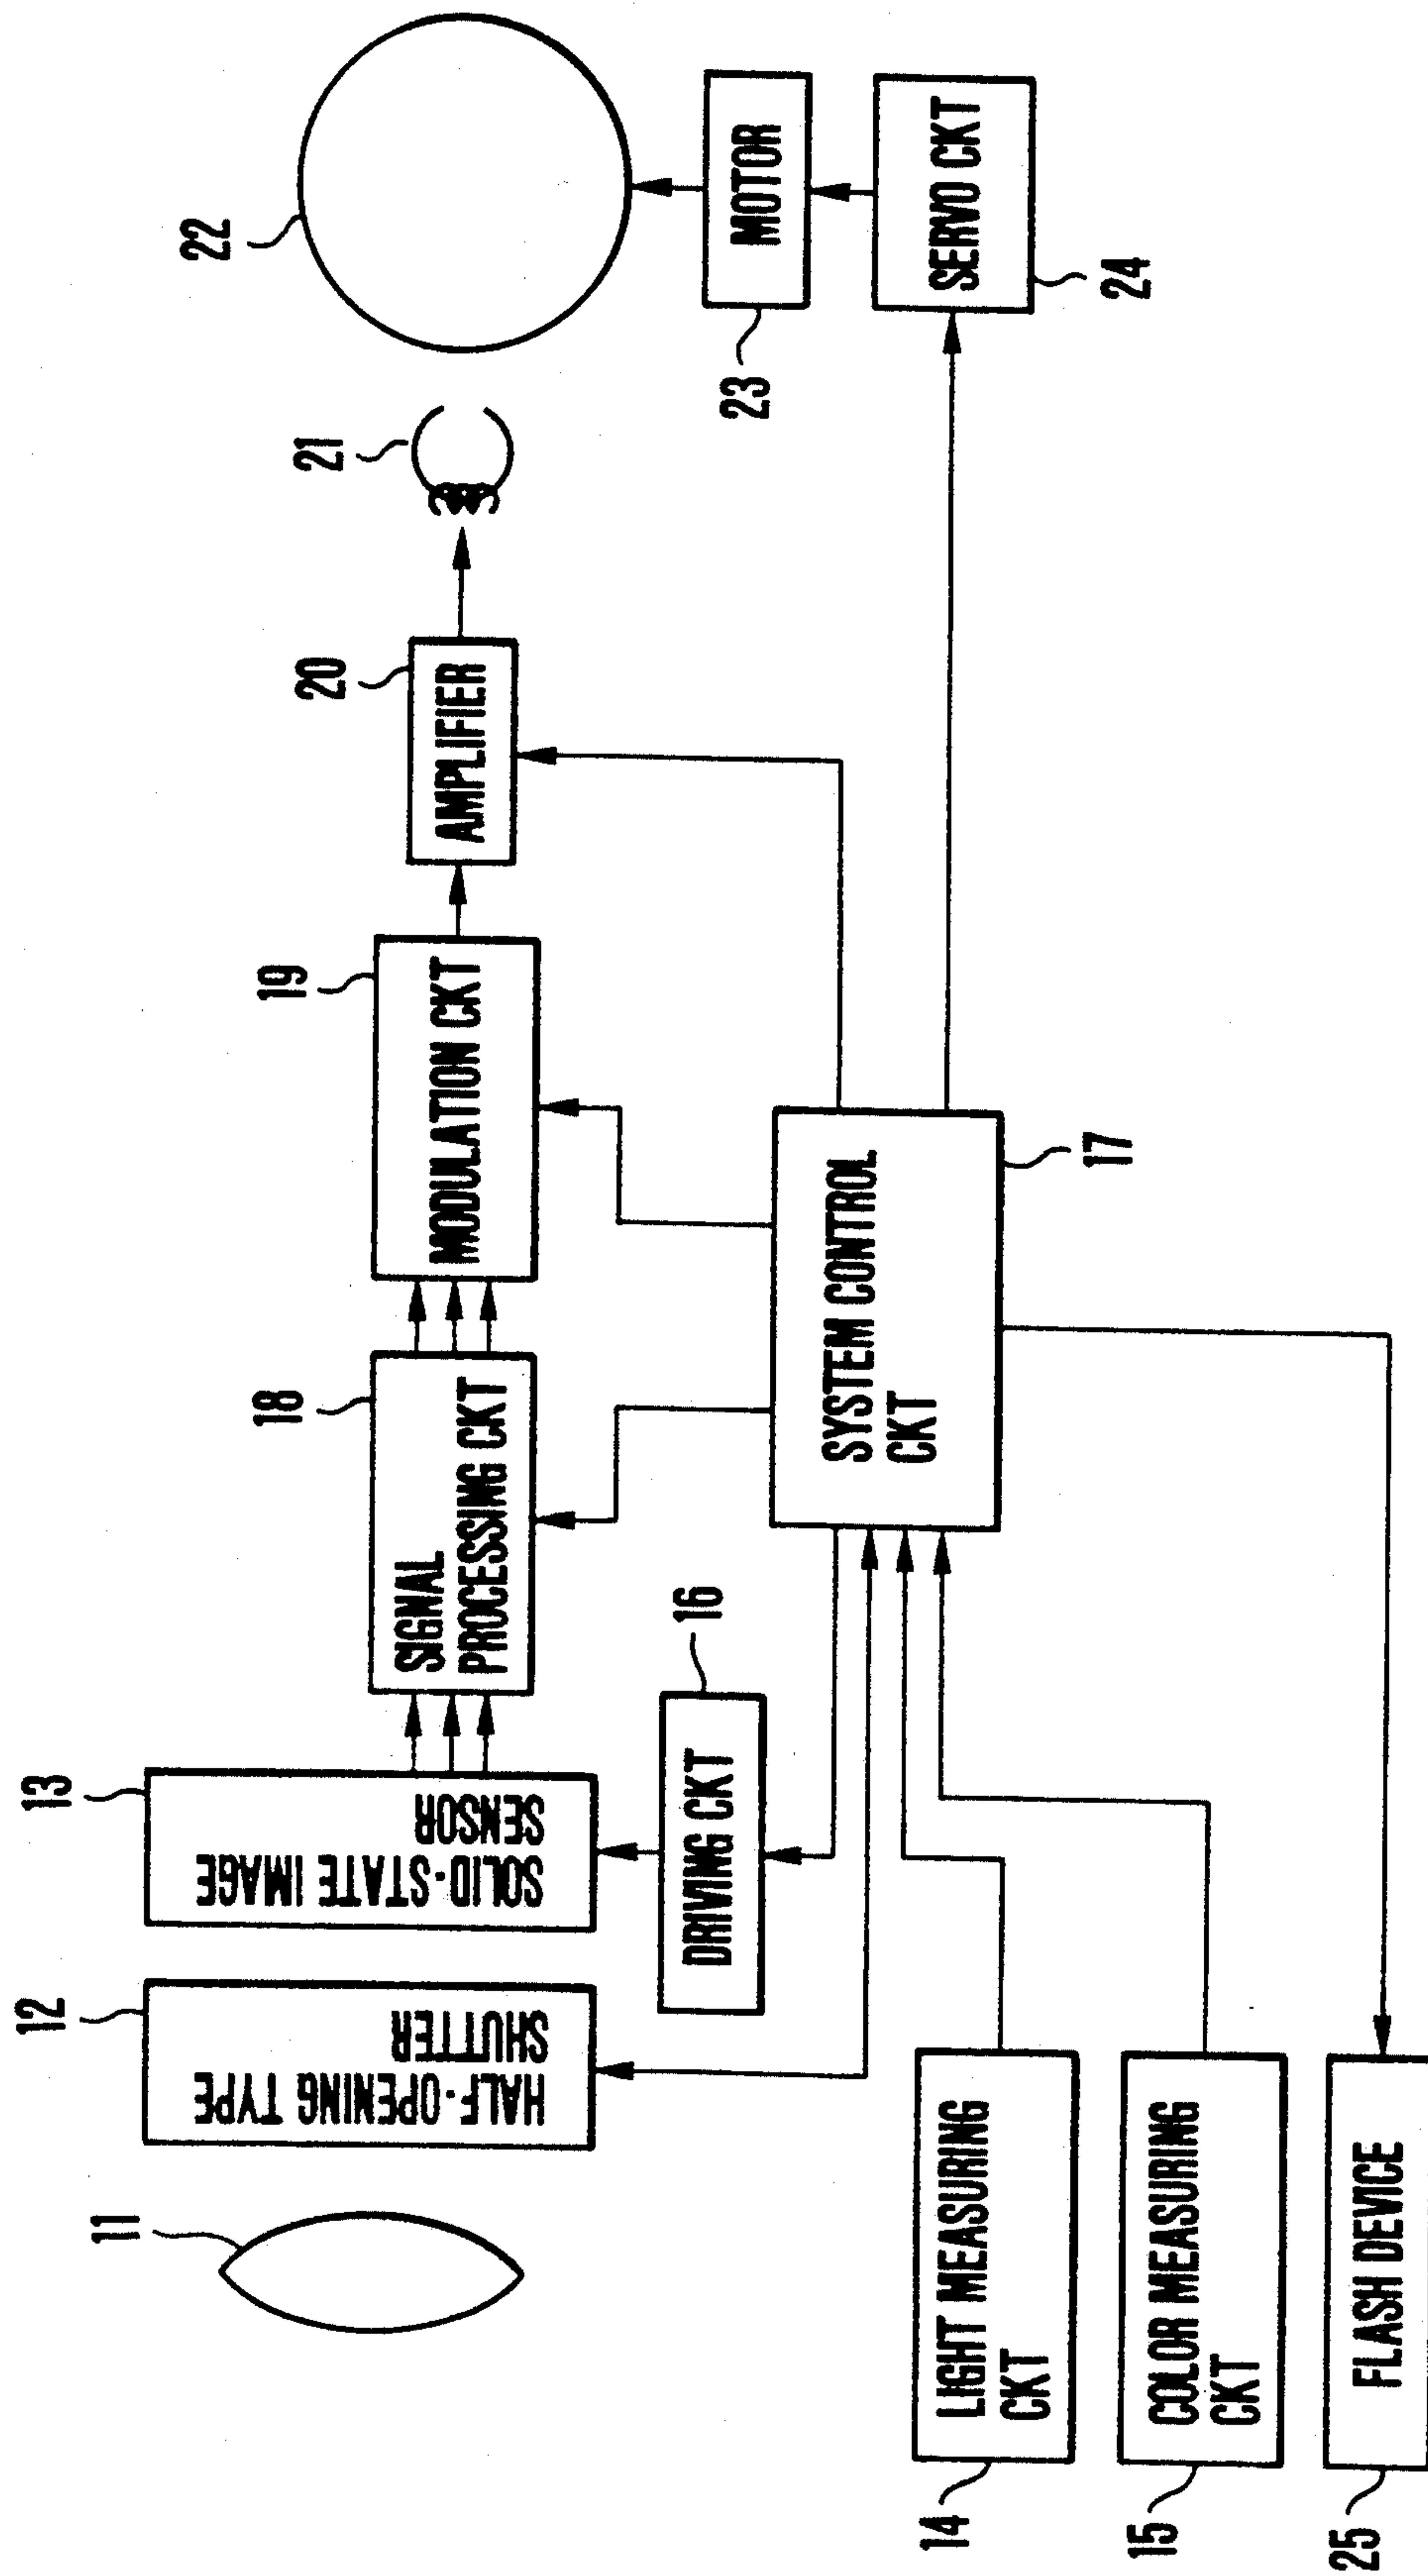 11
12
HALF-OPENING TYPE
SHUTTER
13
SOLID-STATE IMAGE
SENSOR
18
SIGNAL
PROCESSING CKT
19
MODULATION CKT
20
AMPLIFIER
21
22
16
DRIVING CKT
MOTOR
23
SYSTEM CONTROL
CKT
17
SERVO CKT
24
LIGHT MEASURING
CKT
14
COLOR MEASURING
CKT
15
FLASH DEVICE
25